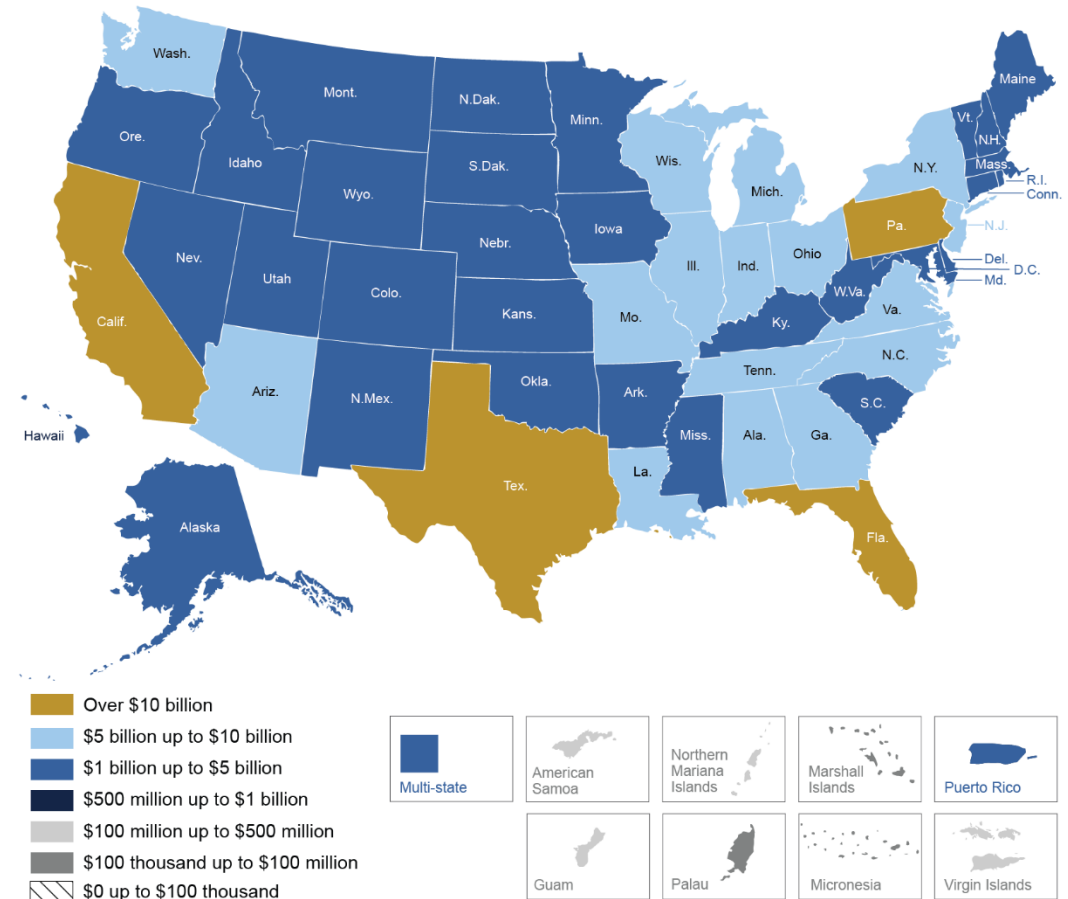 Wash.
Mont.
N.Dak.
Minn.
Maine
Ore.
Idaho
S.Dak.
Wis.
Mich.
Vt.
N.H.
Mass.
N.Y.
R.I.
Conn.
Wyo.
Iowa
Pa.
N.J.
Nev.
Utah
Nebr.
Ill.
Ind.
Ohio
Del.
D.C.
Md.
Colo.
Kans.
Mo.
W.Va.
Va.
Ky.
Calif.
Ariz.
N.Mex.
Okla.
Ark.
Tenn.
N.C.
S.C.
Hawaii
Tex.
La.
Miss.
Ala.
Ga.
Fla.
Alaska
Over $10 billion
$5 billion up to $10 billion
$1 billion up to $5 billion
$500 million up to $1 billion
$100 million up to $500 million
$100 thousand up to $100 million
$0 up to $100 thousand
Multi-state
American
Samoa
Northern
Mariana
Islands
Marshall
Islands
Puerto Rico
Guam
Palau
Micronesia
Virgin Islands